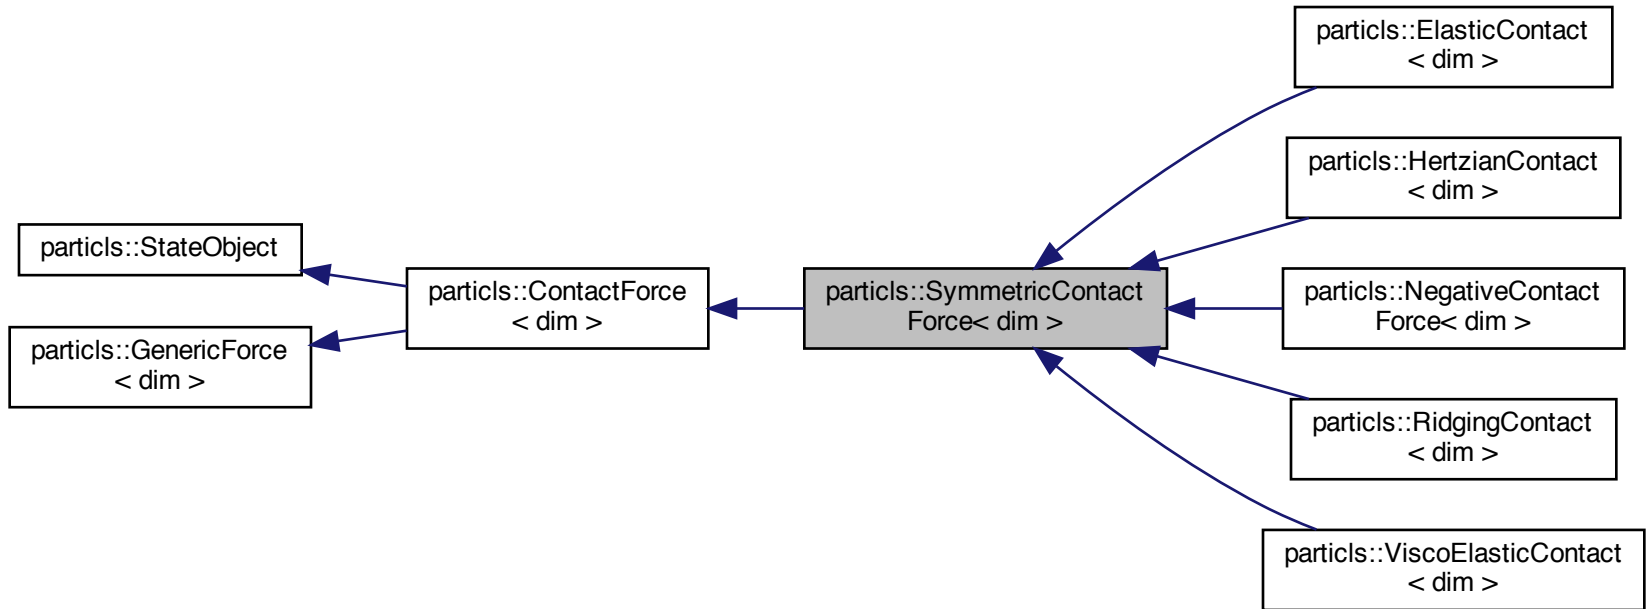 particls::StateObject
particls::GenericForce
< dim >
particls::ContactForce
< dim >
particls::SymmetricContact
Force< dim >
particls::ElasticContact
< dim >
particls::HertzianContact
< dim >
particls::NegativeContact
Force< dim >
particls::RidgingContact
< dim >
particls::ViscoElasticContact
< dim >